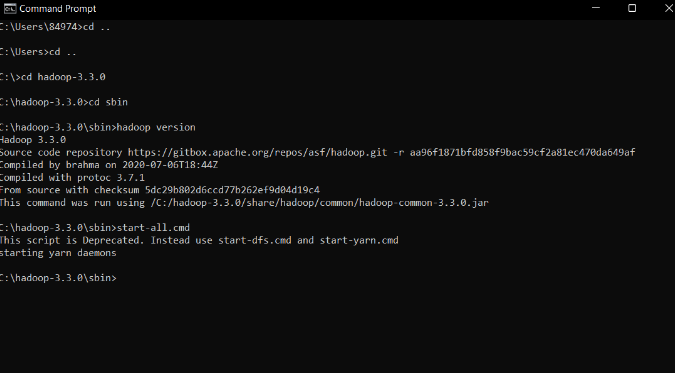 Command Prompt
C:\Users\84974>cd ..
C:\Users>cd ..
C:\>cd hadoop-3.3.0
C:\hadoop-3.3.0>cd sbin
C:\hadoop-3.3.0\sbin>hadoop version
Hadoop 3.3.0
Source code repository https://gitbox.apache.org/repos/asf/hadoop.git -r aa96f1871bfd858f9bac59cf2a81ec470da649af
Compiled by brahma on 2020-07-06T18:44Z
Compiled with protoc 3.7.1
From source with checksum 5dc29b802d6ccd77b262ef9d04d19c4
This command was run using /C:/hadoop-3.3.0/share/hadoop/common/hadoop-common-3.3.0.jar
C:\hadoop-3.3.0\sbin>start-all.cmd
This script is Deprecated. Instead use start-dfs.cmd and start-yarn.cmd
starting yarn daemons
C:\hadoop-3.3.0\sbin>